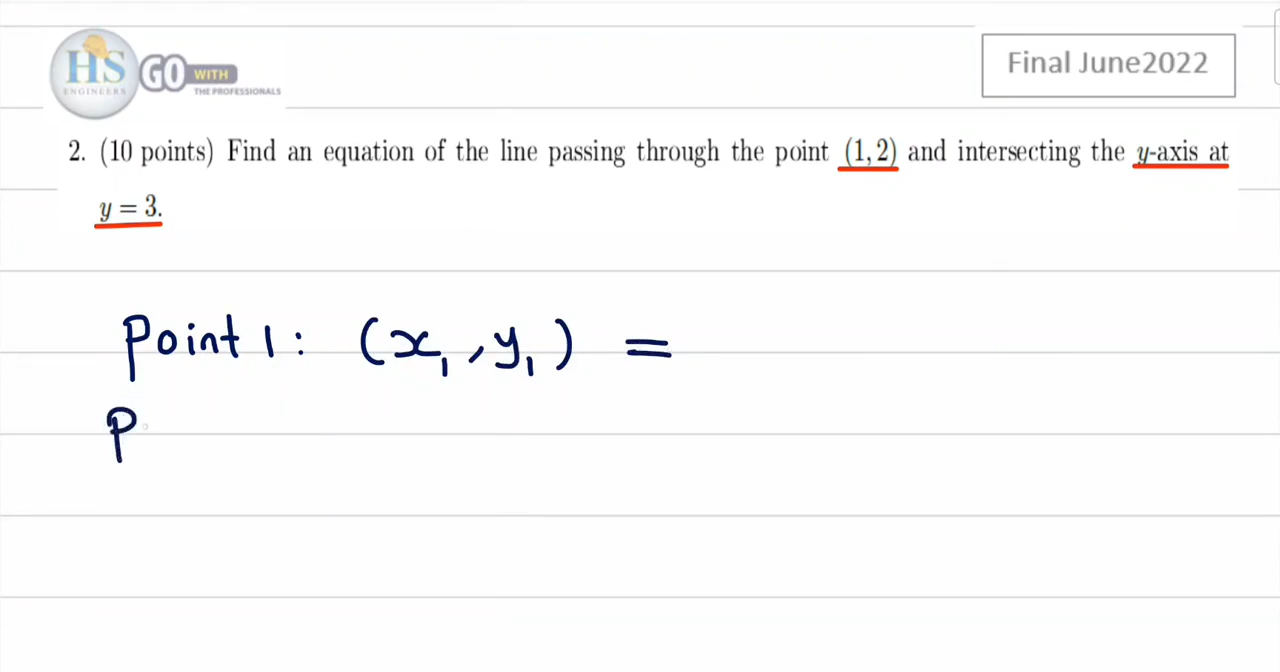 HS
ENGINEERS
GO WITH
THE PROFESSIONALS
Final June2022
2. (10 points) Find an equation of the line passing through the point (1, 2) and intersecting the y-axis at
y = 3.
Point 1: (x₁, y₁) =
P